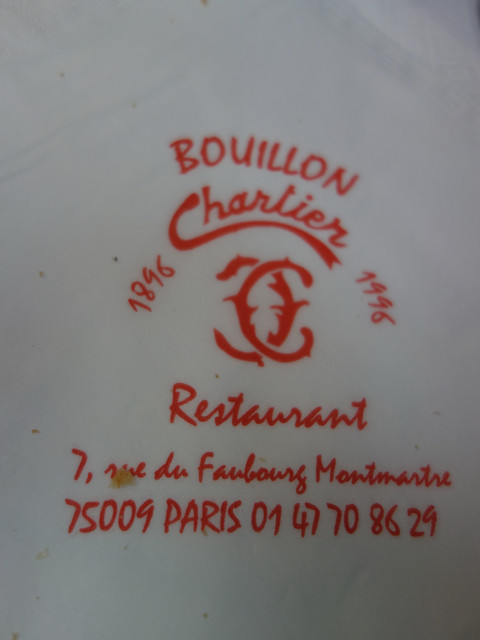 BOUILLON
Chartier
1896 1996
Restaurant
7, rue du Faubourg Montmartre
75009 PARIS 01 47 70 86 29